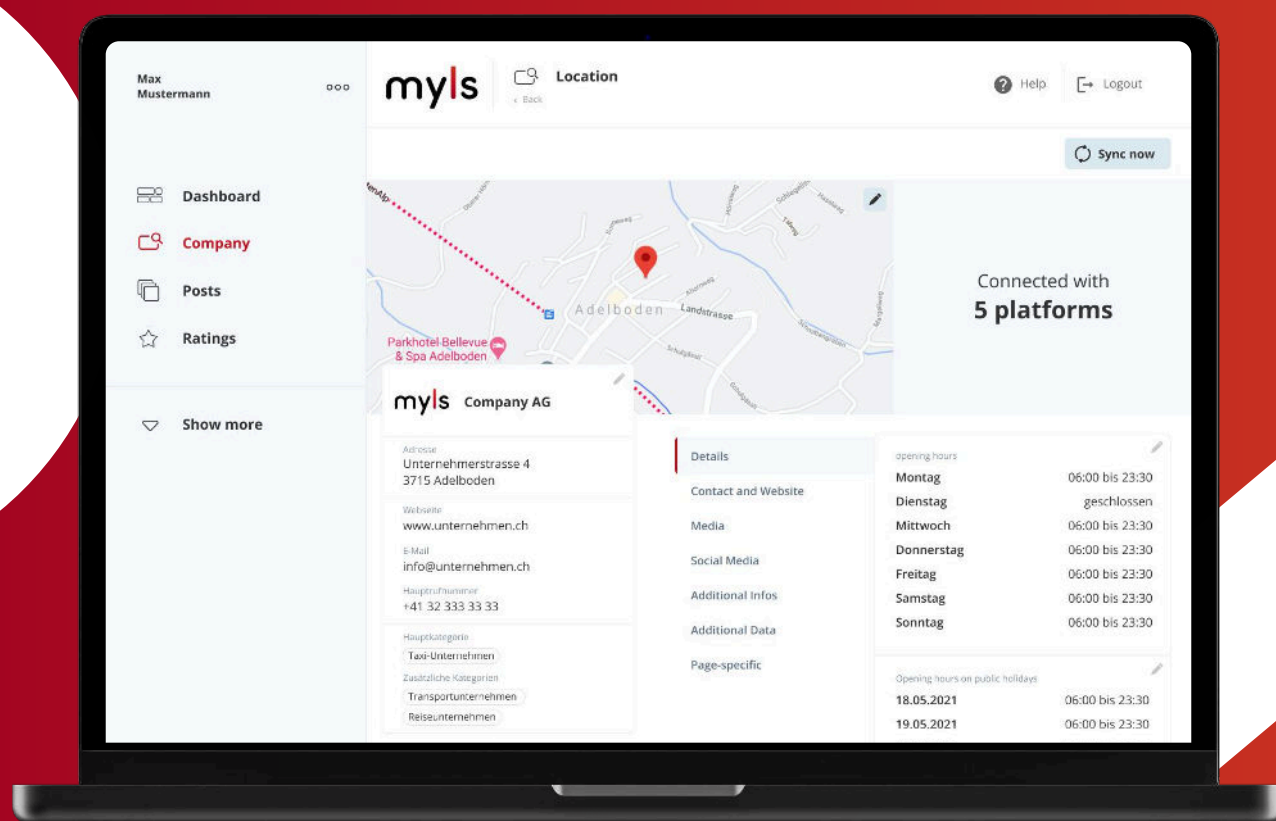 Max
Mustermann
Dashboard
Company
Posts
Ratings
Show more
myls
Location
‹ Back
Help
Logout
Sync now
Adelboden
Landstrasse
Parkhotel Bellevue
& Spa Adelboden
Connected with
5 platforms
myls Company AG
Adresse
Unternehmerstrasse 4
3715 Adelboden
Webseite
www.unternehmen.ch
E-Mail
info@unternehmen.ch
Hauptrufnummer
+41 32 333 33 33
Hauptkategorie
Taxi-Unternehmen
Zusätzliche Kategorien
Transportunternehmen
Reiseunternehmen
Details
Contact and Website
Media
Social Media
Additional Infos
Additional Data
Page-specific
opening hours
Montag 06:00 bis 23:30
Dienstag geschlossen
Mittwoch 06:00 bis 23:30
Donnerstag 06:00 bis 23:30
Freitag 06:00 bis 23:30
Samstag 06:00 bis 23:30
Sonntag 06:00 bis 23:30
Opening hours on public holidays
18.05.2021 06:00 bis 23:30
19.05.2021 06:00 bis 23:30